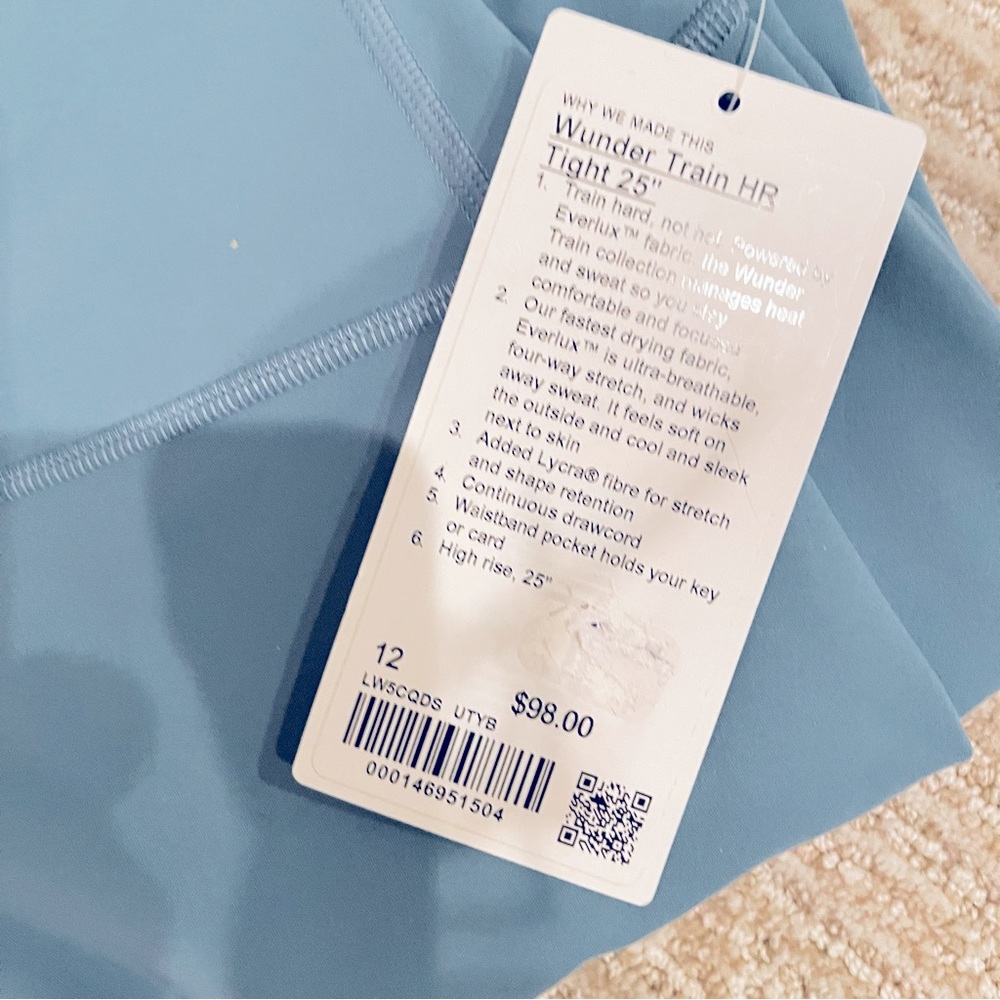 WHY WE MADE THIS
Wunder Train HR
Tight 25"
1. Train hard, not hot. Powered by
Everlux™ fabric, the Wunder
Train collection manages heat
and sweat so you stay
comfortable and focused
2. Our fastest drying fabric,
Everlux™ is ultra-breathable,
four-way stretch, and wicks
away sweat. It feels soft on
the outside and cool and sleek
next to skin
3. Added Lycra® fibre for stretch
and shape retention
4. Continuous drawcord
5. Waistband pocket holds your key
or card
6. High rise, 25"
12
LW5CQDS UTYB
$98.00
000146951504